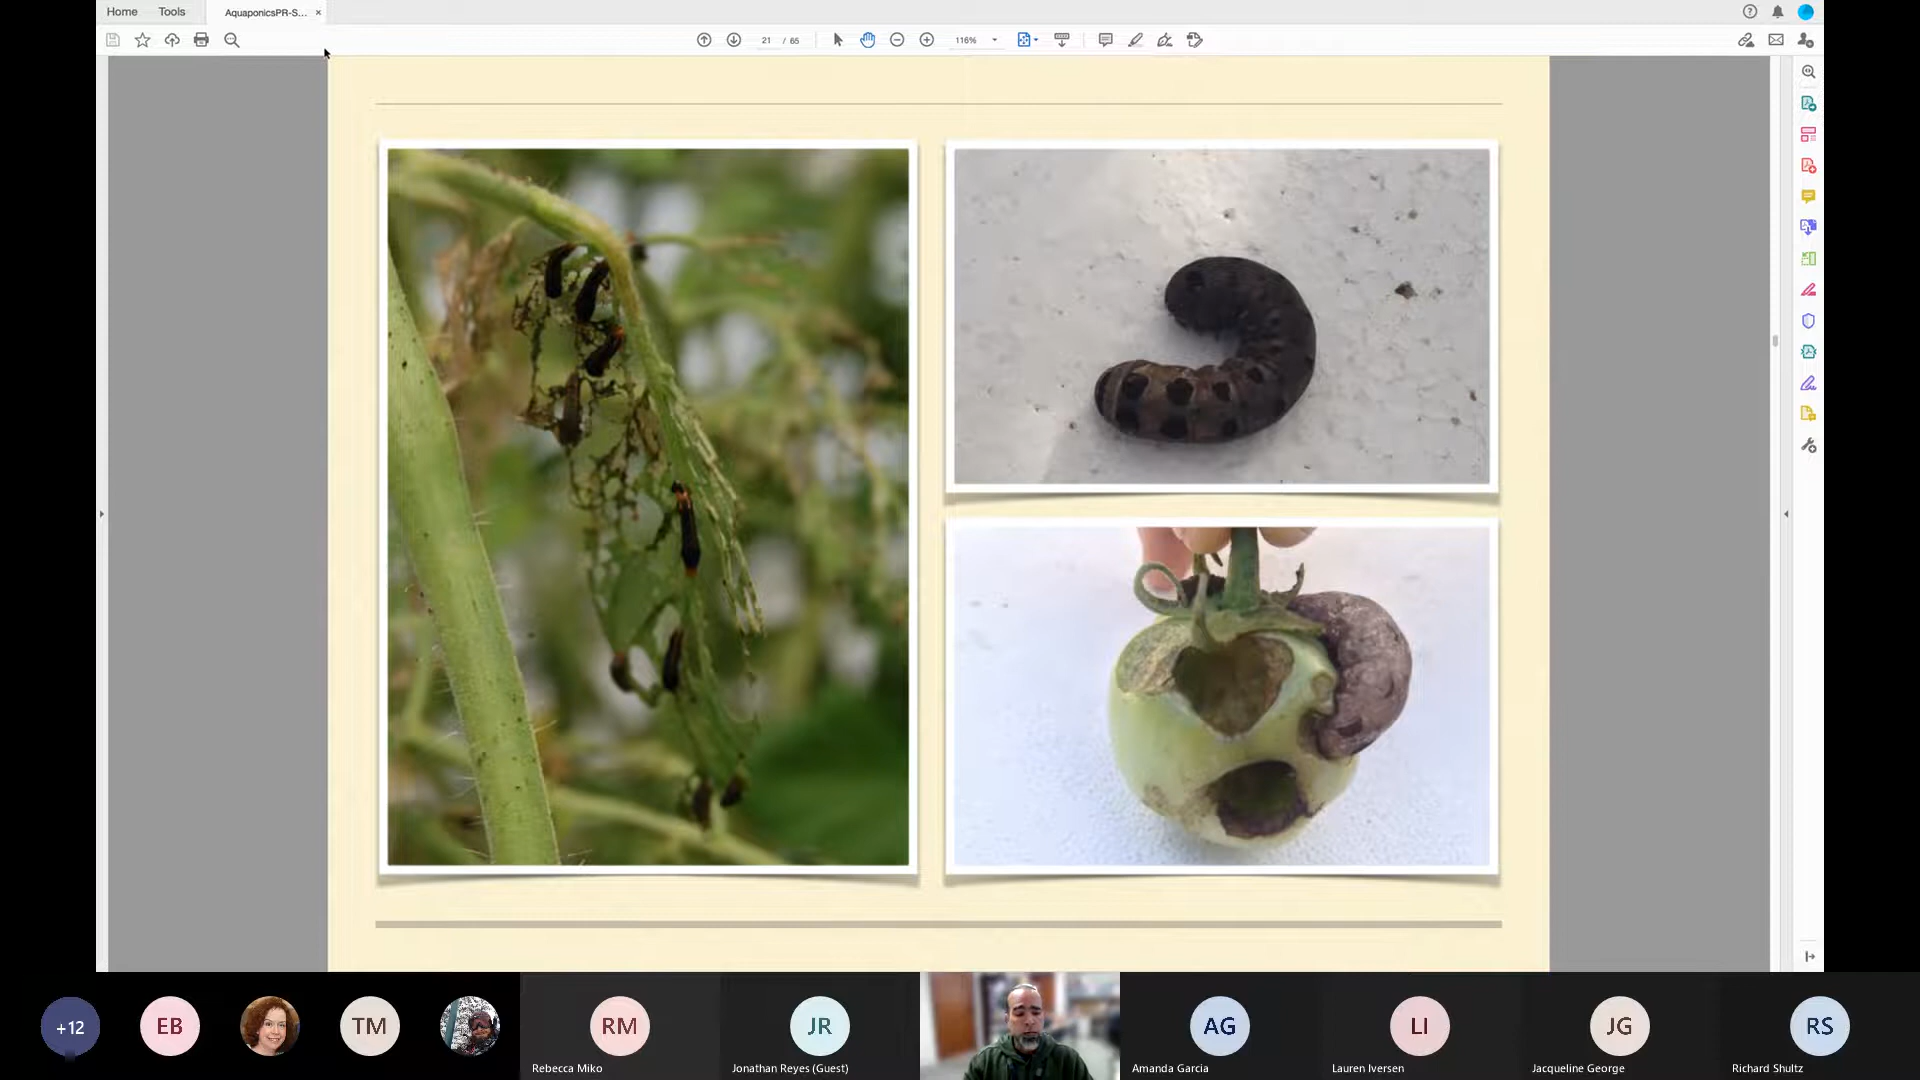 Home Tools AquaponicsPR-S... ×
21 / 65 116%
+12 EB TM RM JR AG LI JG RS
Rebecca Miko Jonathan Reyes (Guest) Amanda Garcia Lauren Iversen Jacqueline George Richard Shultz